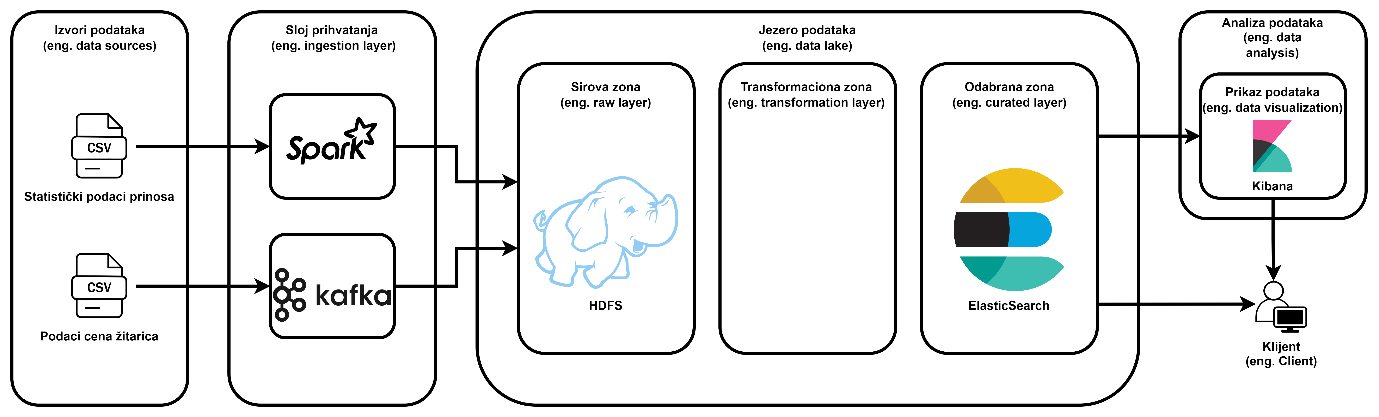 Izvori podataka
(eng. data sources)
CSV
Statistički podaci prinosa
CSV
Podaci cena žitarica
Sloj prihvatanja
(eng. ingestion layer)
Spark
kafka
Jezero podataka
(eng. data lake)
Sirova zona
(eng. raw layer)
HDFS
Transformaciona zona
(eng. transformation layer)
Odabrana zona
(eng. curated layer)
ElasticSearch
Analiza podataka
(eng. data
analysis)
Prikaz podataka
(eng. data visualization)
Kibana
Klijent
(eng. Client)